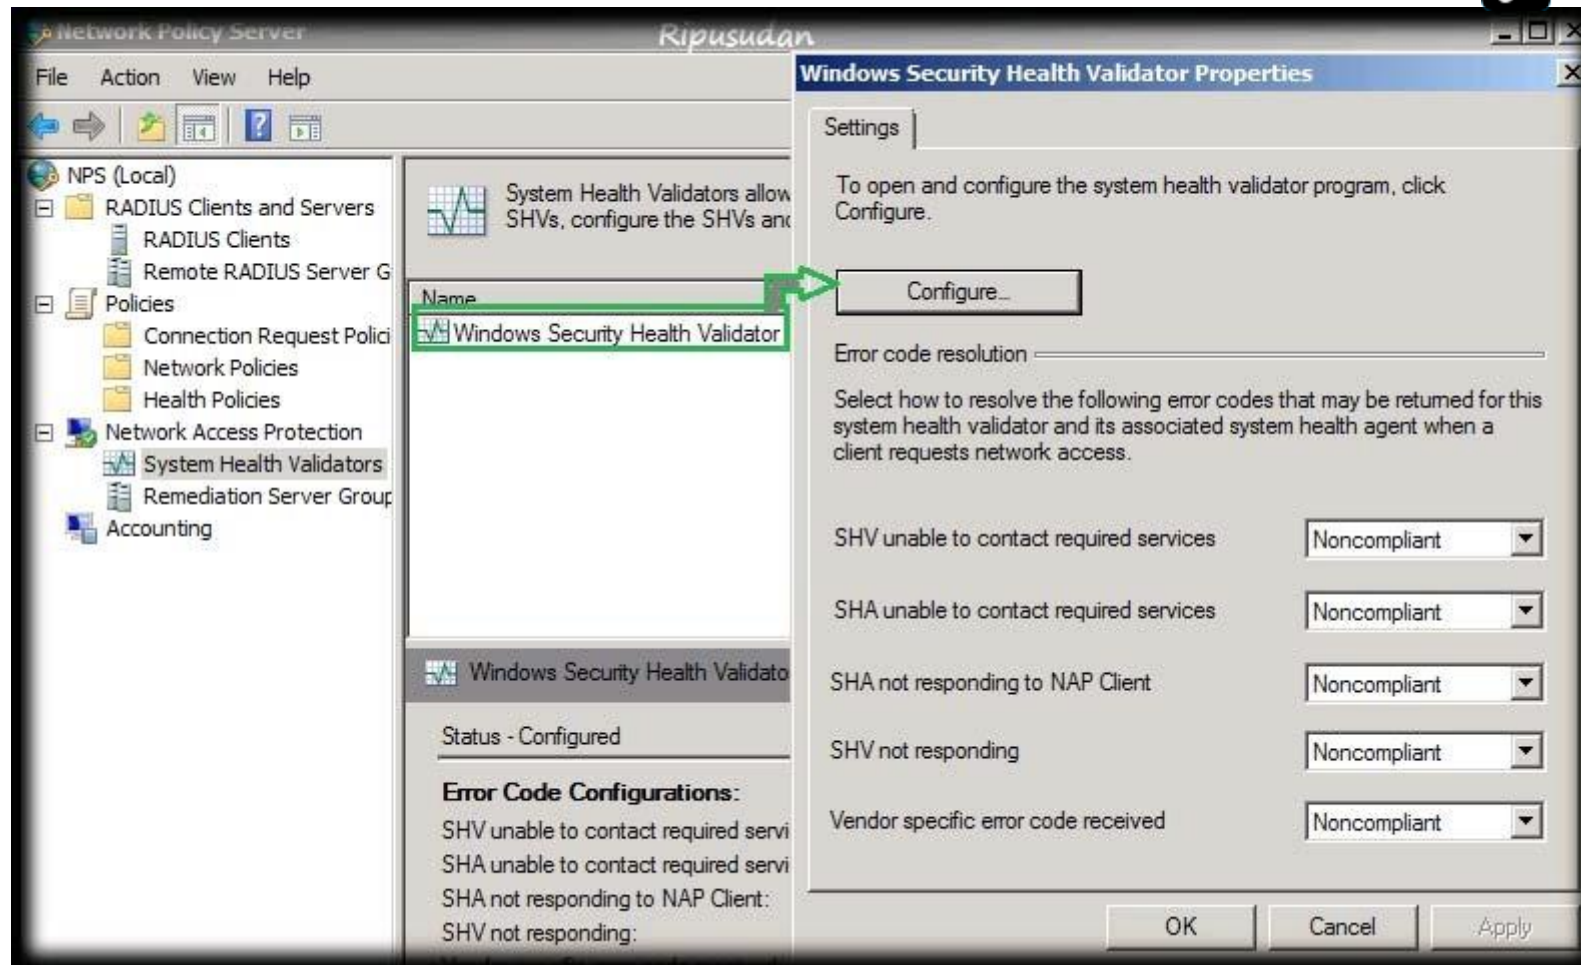 Network Policy Server
Ripusudan
File Action View Help
NPS (Local)
RADIUS Clients and Servers
RADIUS Clients
Remote RADIUS Server G
Policies
Connection Request Polici
Network Policies
Health Policies
Network Access Protection
System Health Validators
Remediation Server Group
Accounting
System Health Validators allow
SHVs, configure the SHVs and
Name
Windows Security Health Validator
Windows Security Health Validato
Status - Configured
Error Code Configurations:
SHV unable to contact required servi
SHA unable to contact required servi
SHA not responding to NAP Client:
SHV not responding:
Windows Security Health Validator Properties
Settings
To open and configure the system health validator program, click
Configure.
Configure...
Error code resolution
Select how to resolve the following error codes that may be returned for this
system health validator and its associated system health agent when a
client requests network access.
SHV unable to contact required services Noncompliant
SHA unable to contact required services Noncompliant
SHA not responding to NAP Client Noncompliant
SHV not responding Noncompliant
Vendor specific error code received Noncompliant
OK Cancel Apply